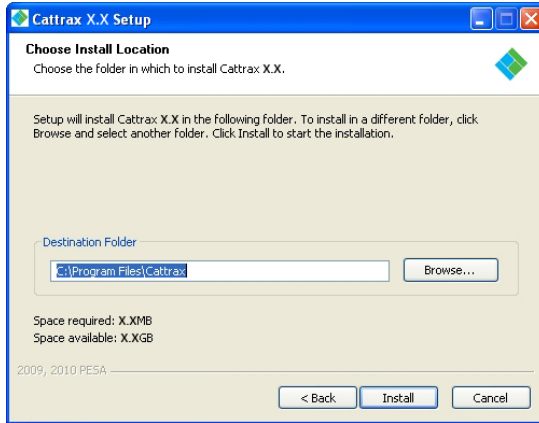 Cattrax X.X Setup
Choose Install Location
Choose the folder in which to install Cattrax X.X.
Setup will install Cattrax X.X in the following folder. To install in a different folder, click
Browse and select another folder. Click Install to start the installation.
Destination Folder
C:\Program Files\Cattrax
Browse...
Space required: X.XMB
Space available: X.XGB
2009, 2010 PESA
< Back
Install
Cancel